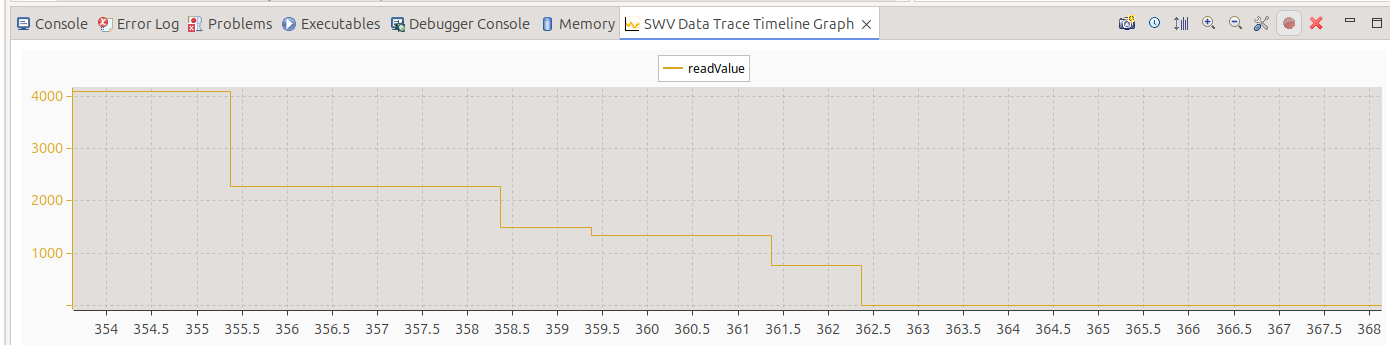 Console Error Log Problems Executables Debugger Console Memory SWV Data Trace Timeline Graph
readValue
4000
3000
2000
1000
354 354.5 355 355.5 356 356.5 357 357.5 358 358.5 359 359.5 360 360.5 361 361.5 362 362.5 363 363.5 364 364.5 365 365.5 366 366.5 367 367.5 368